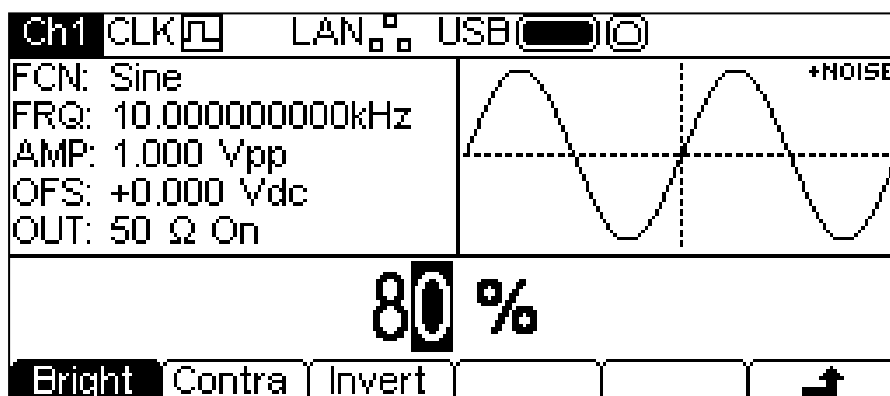 Ch1 CLK LAN USB
FCN: Sine
FRQ: 10.000000000kHz
AMP: 1.000 Vpp
OFS: +0.000 Vdc
OUT: 50 Ω On
+NOISE
80 %
Bright Contra Invert